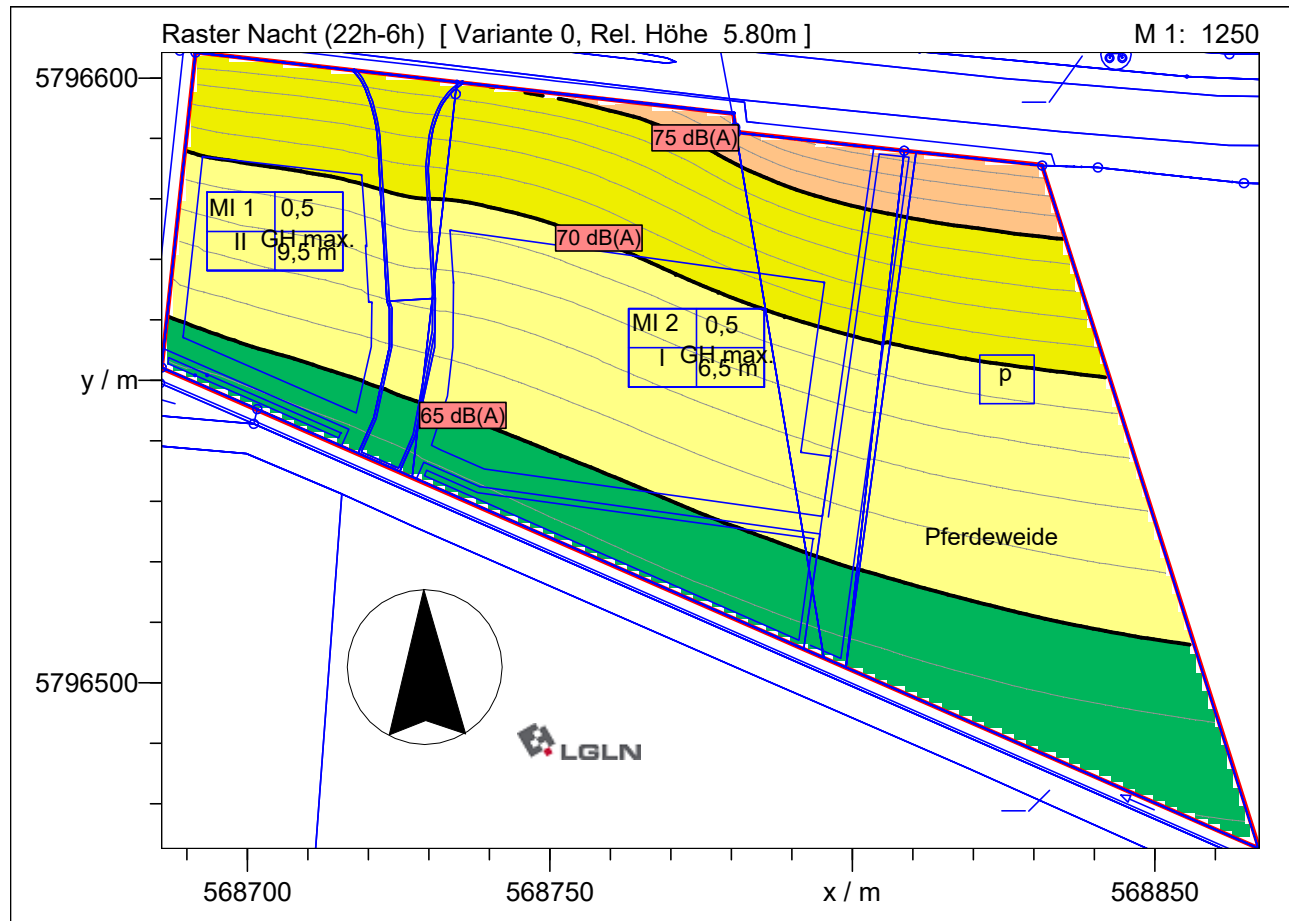 Raster Nacht (22h-6h) [ Variante 0, Rel. Höhe 5.80m ] M 1: 1250
5796600
75 dB(A)
MI 1 0,5
II GH max.
9,5 m
70 dB(A)
MI 2 0,5
I GH max.
6,5 m
p
y / m
65 dB(A)
Pferdeweide
5796500
LGLN
568700 568750 x / m 568850